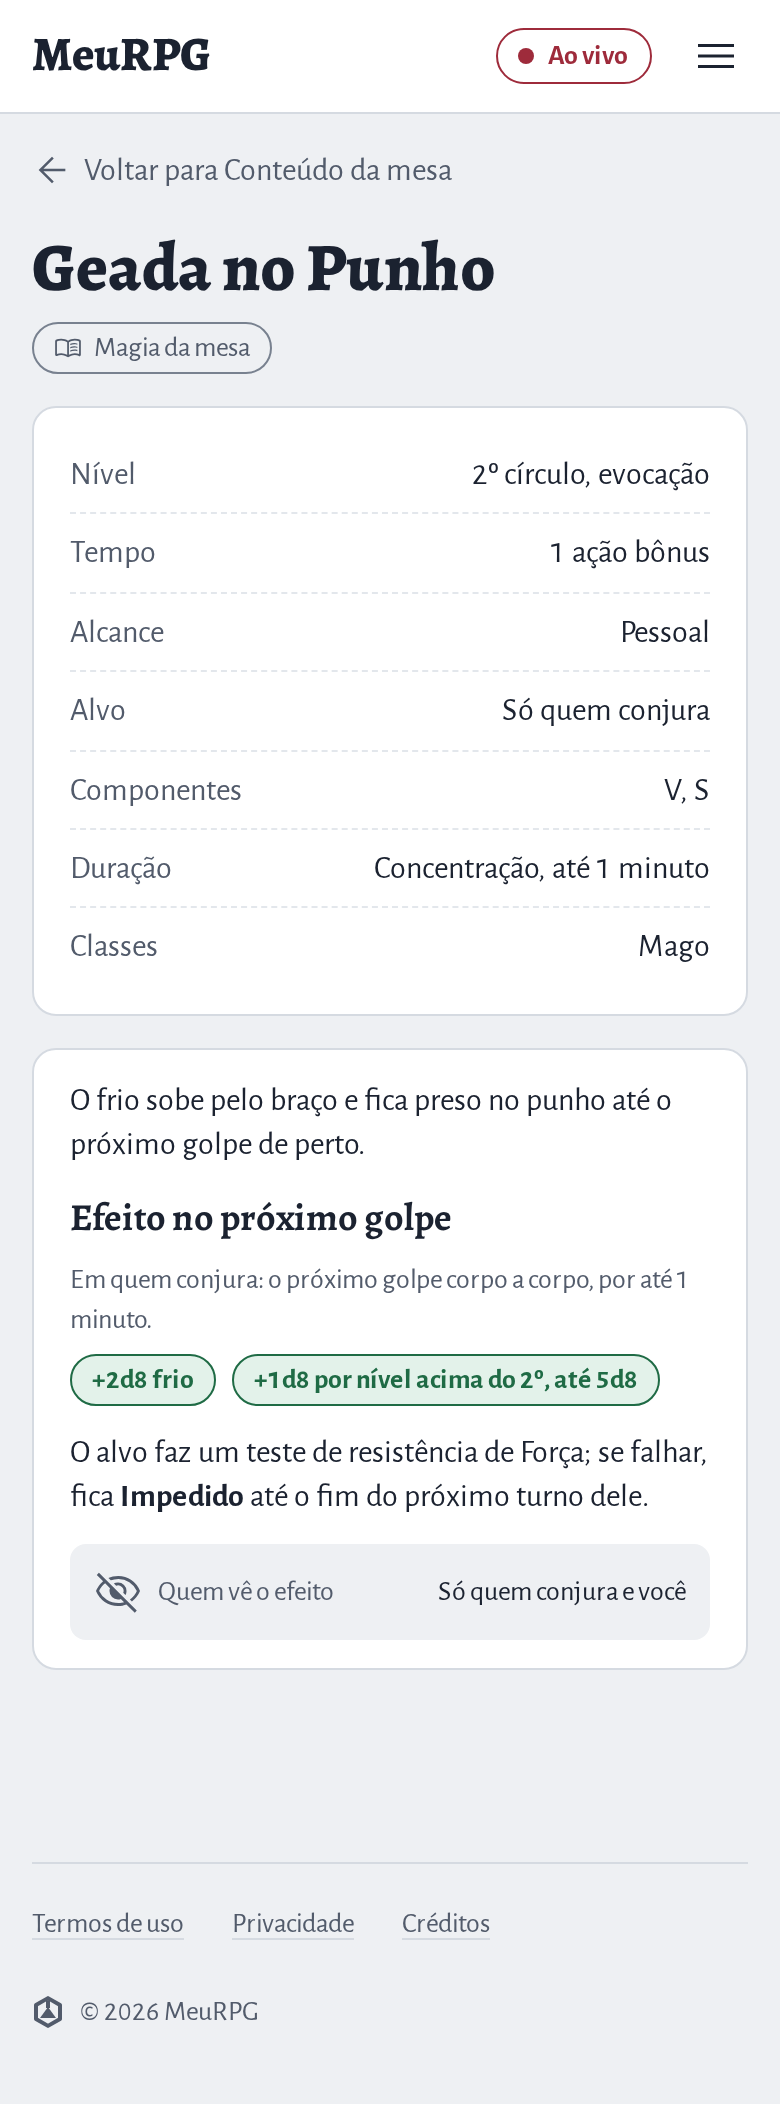 MeuRPG
Ao vivo
Voltar para Conteúdo da mesa
Geada no Punho
Magia da mesa
Nível 2º círculo, evocação
Tempo 1 ação bônus
Alcance Pessoal
Alvo Só quem conjura
Componentes V, S
Duração Concentração, até 1 minuto
Classes Mago
O frio sobe pelo braço e fica preso no punho até o
próximo golpe de perto.
Efeito no próximo golpe
Em quem conjura: o próximo golpe corpo a corpo, por até 1
minuto.
+2d8 frio +1d8 por nível acima do 2º, até 5d8
O alvo faz um teste de resistência de Força; se falhar,
fica Impedido até o fim do próximo turno dele.
Quem vê o efeito Só quem conjura e você
Termos de uso Privacidade Créditos
© 2026 MeuRPG